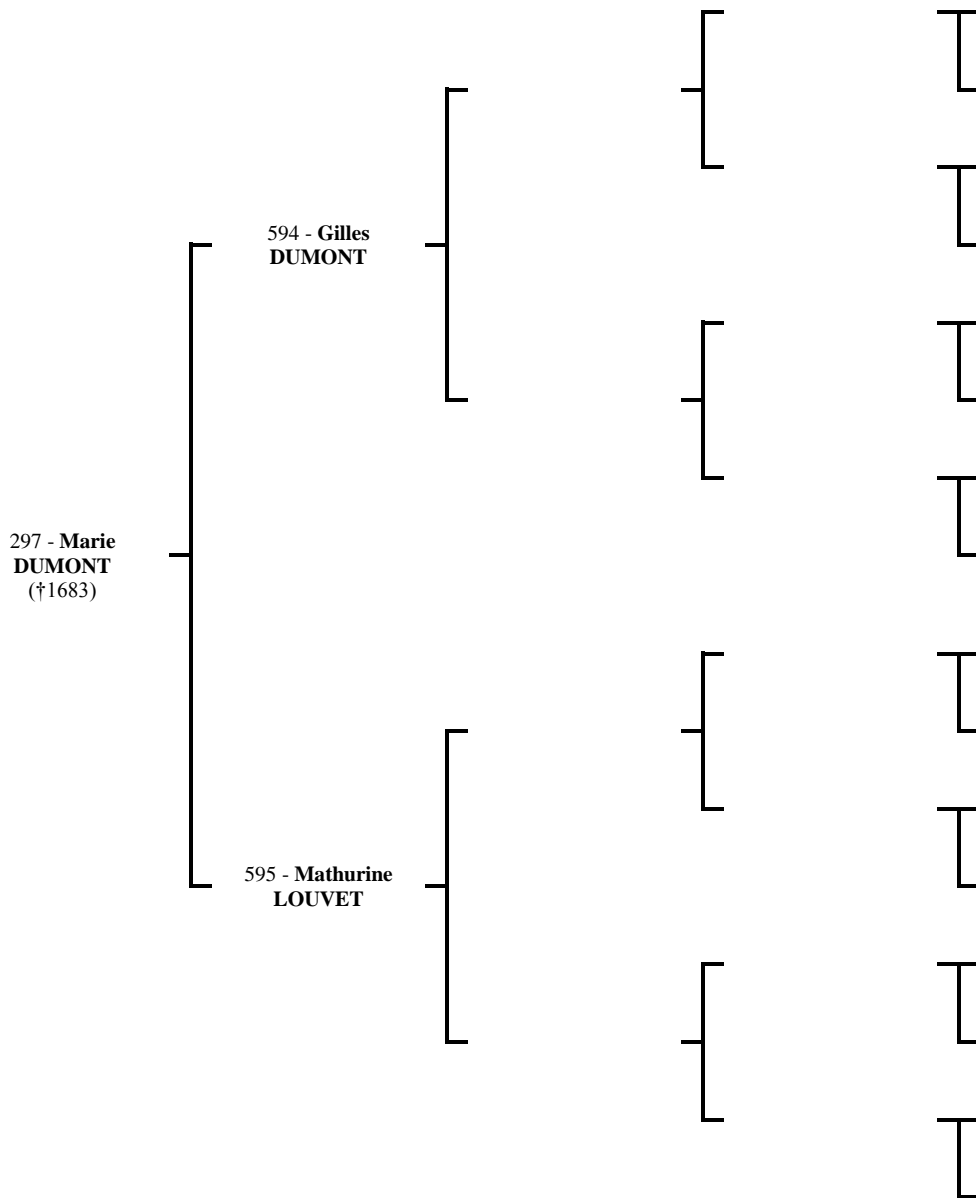 594 - Gilles
DUMONT
297 - Marie
DUMONT
(†1683)
595 - Mathurine
LOUVET